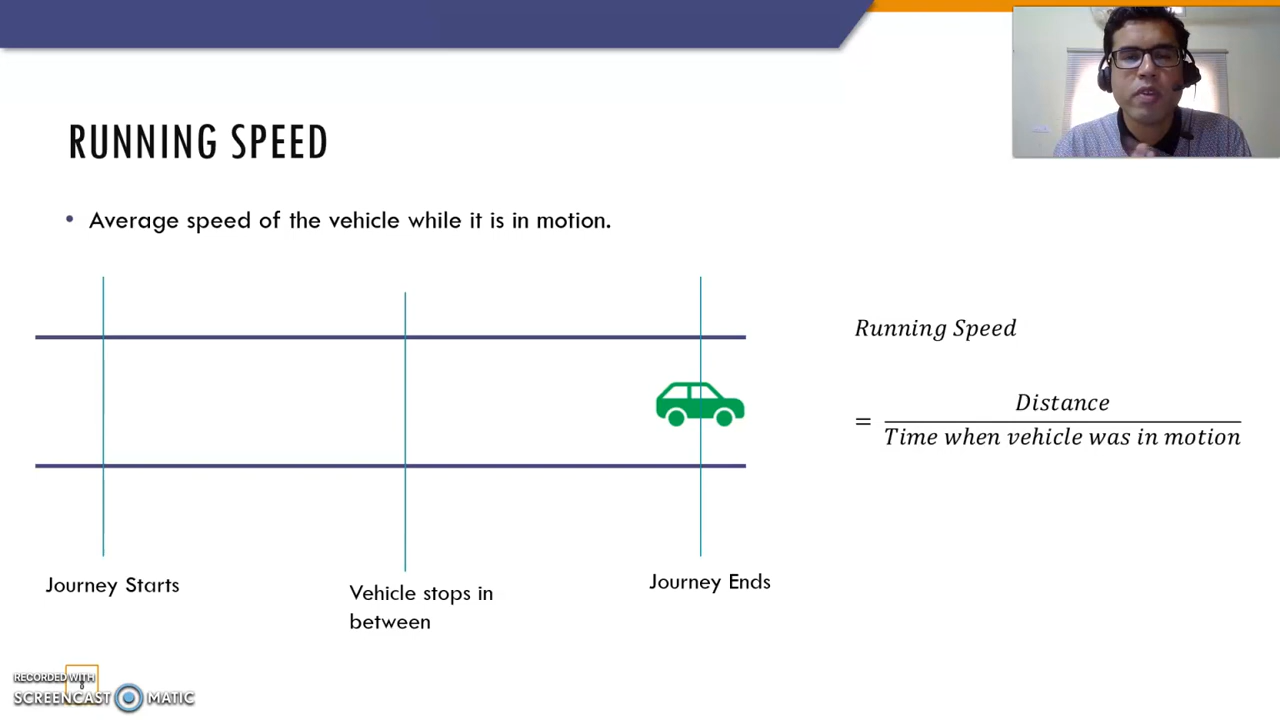 RUNNING SPEED
• Average speed of the vehicle while it is in motion.
Running Speed
= Distance
Time when vehicle was in motion
Journey Starts
Vehicle stops in
between
Journey Ends
RECORDED WITH
SCREENCAST MATIC